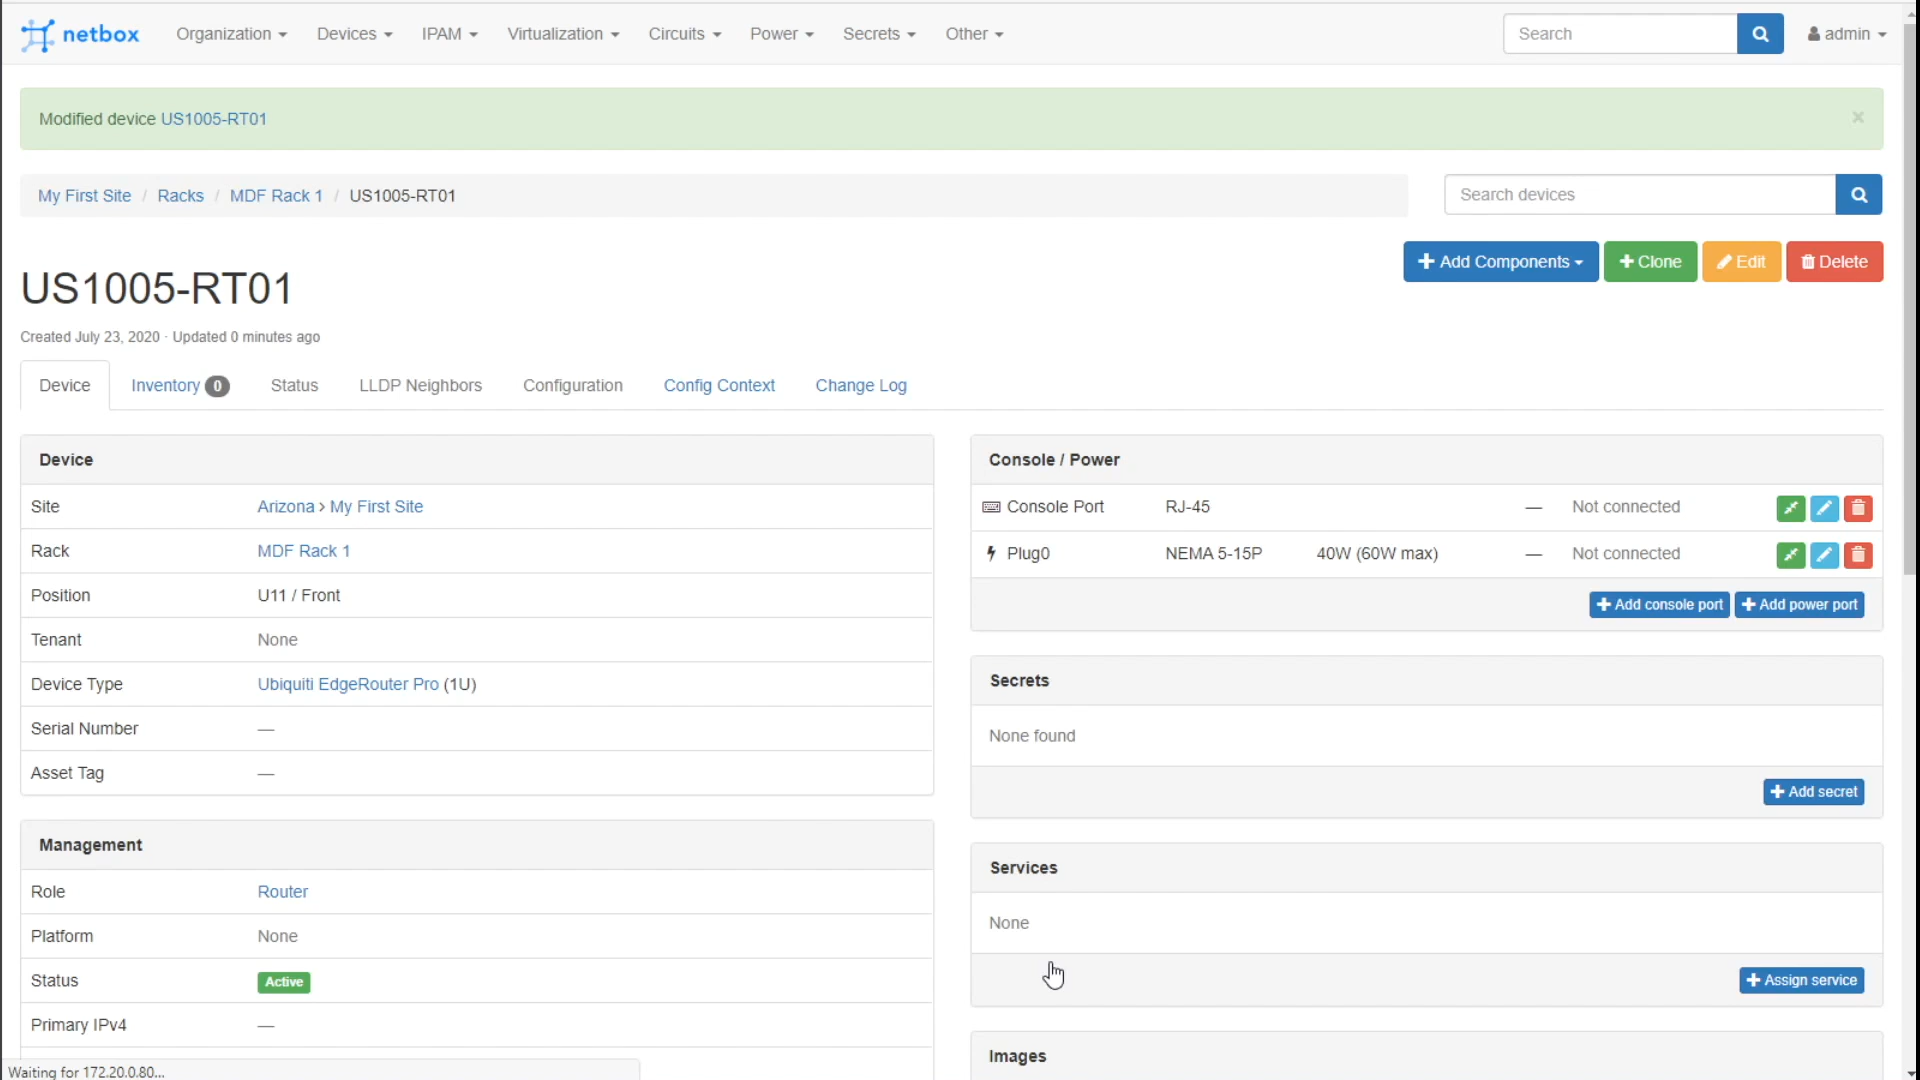 netbox Organization Devices IPAM Virtualization Circuits Power Secrets Other Search admin
Modified device US1005-RT01 ×
My First Site / Racks / MDF Rack 1 / US1005-RT01 Search devices
Add Components Clone Edit Delete
US1005-RT01
Created July 23, 2020 · Updated 0 minutes ago
Device Inventory 0 Status LLDP Neighbors Configuration Config Context Change Log
Device
Site Arizona › My First Site
Rack MDF Rack 1
Position U11 / Front
Tenant None
Device Type Ubiquiti EdgeRouter Pro (1U)
Serial Number —
Asset Tag —
Management
Role Router
Platform None
Status Active
Primary IPv4 —
Console / Power
Console Port RJ-45 — Not connected
Plug0 NEMA 5-15P 40W (60W max) — Not connected
Add console port Add power port
Secrets
None found
Add secret
Services
None
Assign service
Images
Waiting for 172.20.0.80...